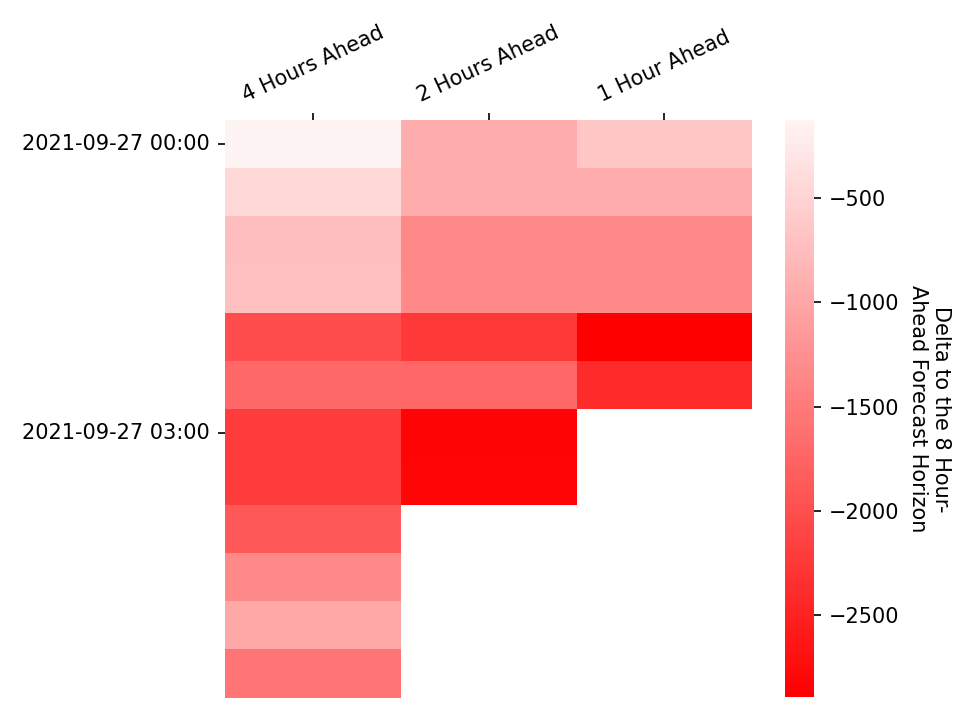 4 Hours Ahead
2 Hours Ahead
1 Hour Ahead
2021-09-27 00:00
2021-09-27 03:00
−500
−1000
−1500
−2000
−2500
Delta to the 8 Hour-
Ahead Forecast Horizon